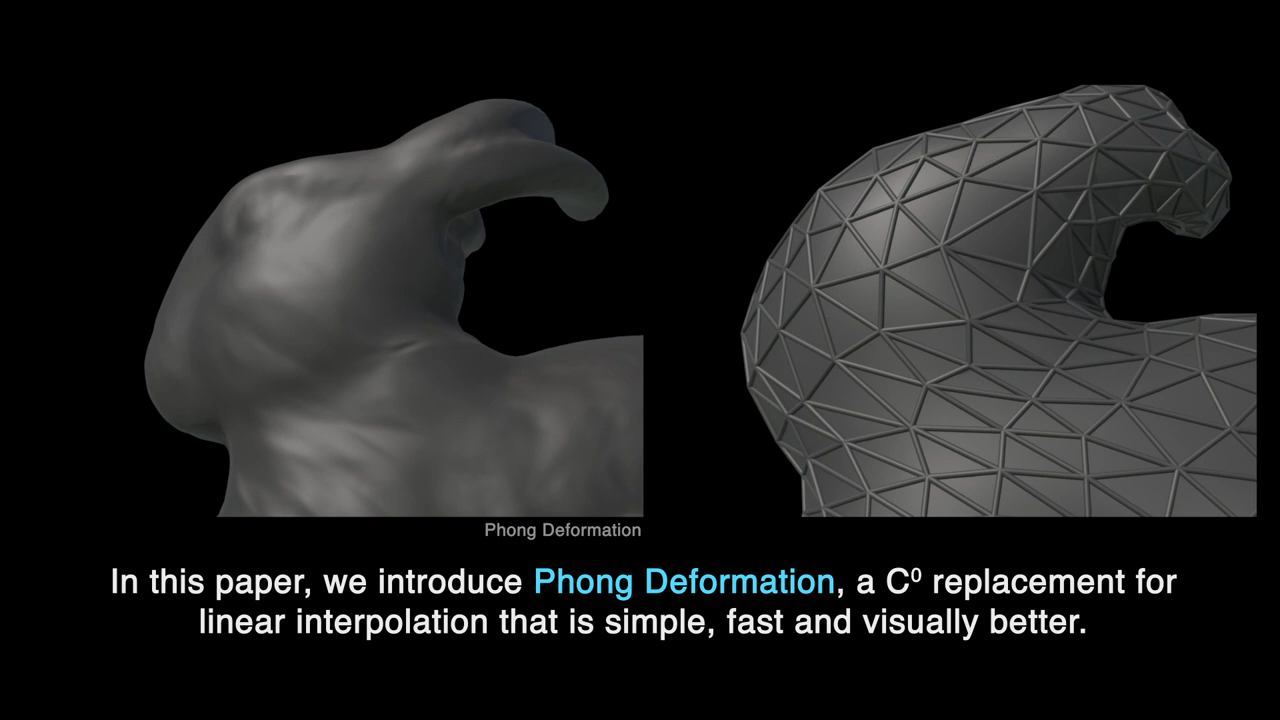 Phong Deformation
In this paper, we introduce Phong Deformation, a C⁰ replacement for
linear interpolation that is simple, fast and visually better.